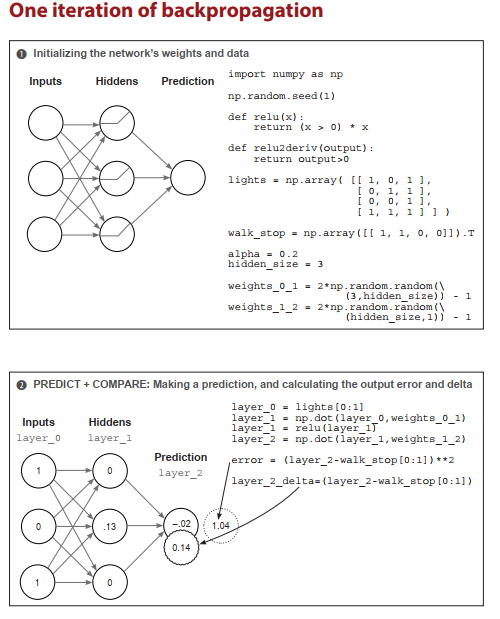 One iteration of backpropagation
❶ Initializing the network's weights and data
Inputs Hiddens Prediction
import numpy as np
np.random.seed(1)
def relu(x):
    return (x > 0) * x
def relu2deriv(output):
    return output>0
lights = np.array( [[ 1, 0, 1 ],
[ 0, 1, 1 ],
[ 0, 0, 1 ],
[ 1, 1, 1 ] ] )
walk_stop = np.array([[ 1, 1, 0, 0]]).T
alpha = 0.2
hidden_size = 3
weights_0_1 = 2*np.random.random(\
(3,hidden_size)) - 1
weights_1_2 = 2*np.random.random(\
(hidden_size,1)) - 1
❷ PREDICT + COMPARE: Making a prediction, and calculating the output error and delta
Inputs
layer_0
Hiddens
layer_1
Prediction
layer_2
layer_0 = lights[0:1]
layer_1 = np.dot(layer_0,weights_0_1)
layer_1 = relu(layer_1)
layer_2 = np.dot(layer_1,weights_1_2)
error = (layer_2-walk_stop[0:1])**2
layer_2_delta=(layer_2-walk_stop[0:1])
1
0
0
.13
1
0
–.02
0.14
1.04